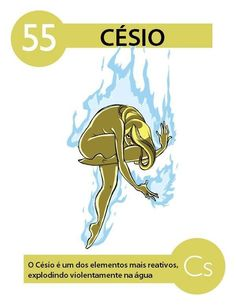 55
CÉSIO
O Césio é um dos elementos mais reativos,
explodindo violentamente na água
Cs